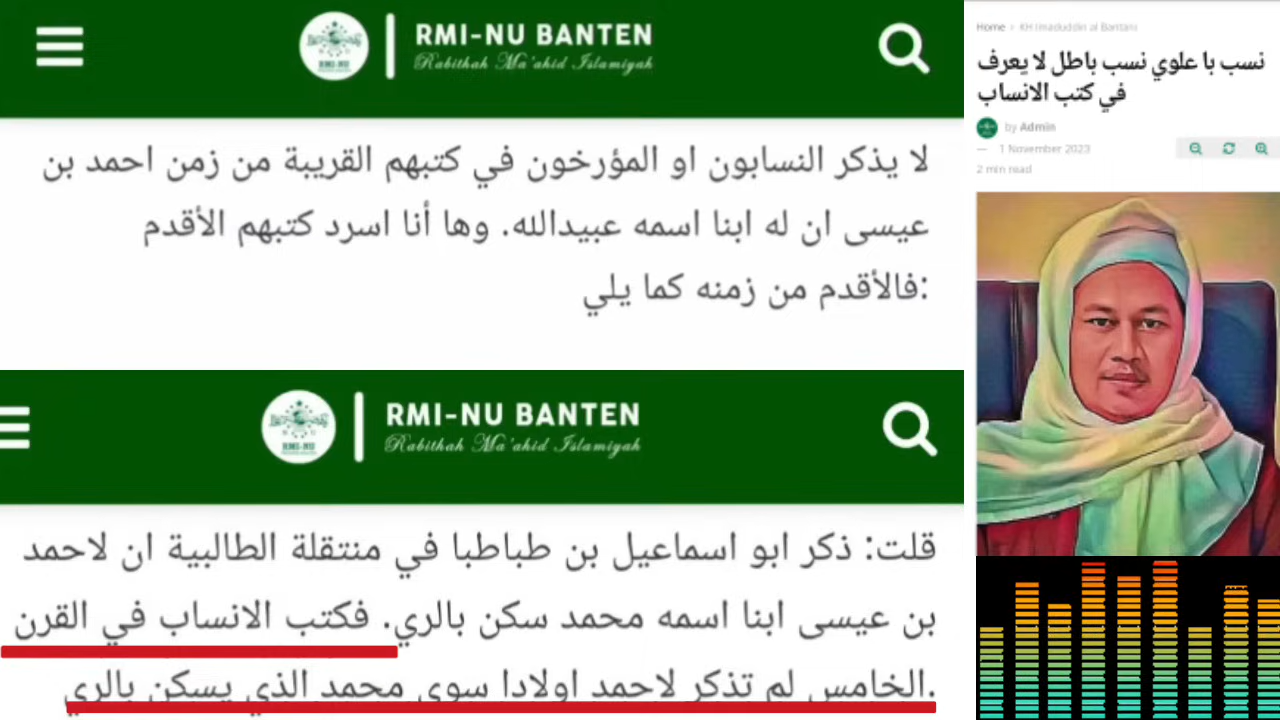 RMI-NU BANTEN
Rabithah Ma'ahid Islamiyah
لا يذكر النسابون او المؤرخون في كتبهم القريبة من زمن احمد بن
عيسى ان له ابنا اسمه عبيدالله. وها أنا اسرد كتبهم الأقدم
فالأقدم من زمنه كما يلي:
RMI-NU BANTEN
Rabithah Ma'ahid Islamiyah
RMI-NU
قلت: ذكر ابو اسماعيل بن طباطبا في منتقلة الطالبية ان لاحمد
بن عيسى ابنا اسمه محمد سكن بالري. فكتب الانساب في القرن
الخامس لم تذكر لاحمد اولادا سوى محمد الذي يسكن بالري.
Home > KH Imaduddin al Bantani
نسب با علوي نسب باطل لا يعرف
في كتب الانساب
by Admin
— 1 November 2023
2 min read